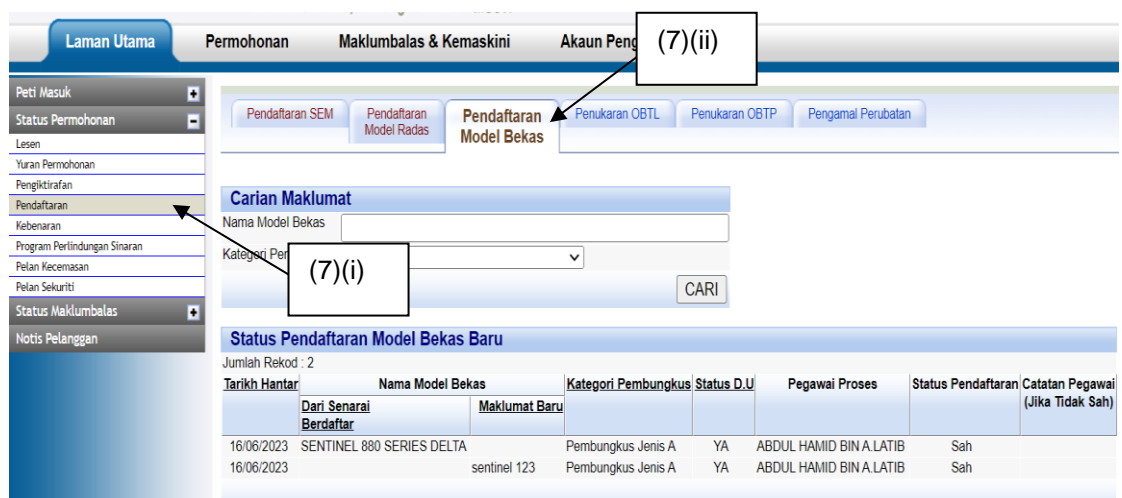 Laman Utama Permohonan Maklumbalas & Kemaskini Akaun Peng
(7)(ii)
Peti Masuk
Status Permohonan
Lesen
Yuran Permohonan
Pengiktirafan
Pendaftaran
Kebenaran
Program Perlindungan Sinaran
Pelan Kecemasan
Pelan Sekuriti
Status Maklumbalas
Notis Pelanggan
Pendaftaran SEM
Pendaftaran
Model Radas
Pendaftaran
Model Bekas
Penukaran OBTL
Penukaran OBTP
Pengamal Perubatan
Carian Maklumat
Nama Model Bekas
Kategori Per
(7)(i)
CARI
Status Pendaftaran Model Bekas Baru
Jumlah Rekod : 2
Tarikh Hantar Nama Model Bekas Kategori Pembungkus Status D.U Pegawai Proses Status Pendaftaran Catatan Pegawai
(Jika Tidak Sah)
Dari Senarai
Berdaftar
Maklumat Baru
16/06/2023 SENTINEL 880 SERIES DELTA Pembungkus Jenis A YA ABDUL HAMID BIN A.LATIB Sah
16/06/2023 sentinel 123 Pembungkus Jenis A YA ABDUL HAMID BIN A.LATIB Sah